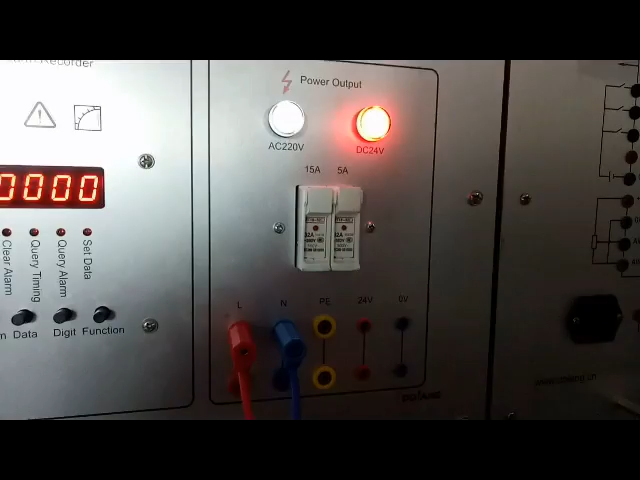 Recorder
Power Output
AC220V
DC24V
15A
5A
0000
Clear Alarm
Query Timing
Query Alarm
Set Data
Data
Digit
Function
L
N
PE
24V
0V
32A